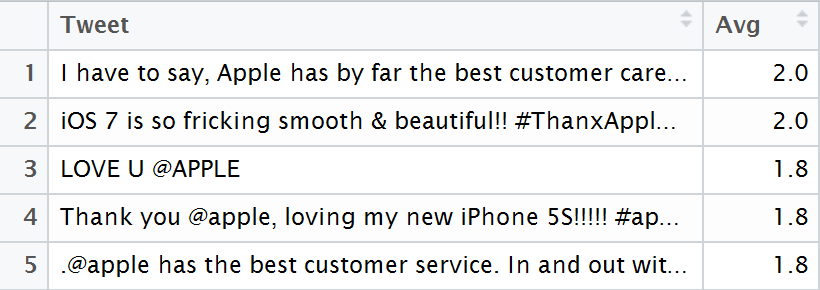 Tweet Avg
1 I have to say, Apple has by far the best customer care... 2.0
2 iOS 7 is so fricking smooth & beautiful!! #ThanxAppl... 2.0
3 LOVE U @APPLE 1.8
4 Thank you @apple, loving my new iPhone 5S!!!!! #ap... 1.8
5 .@apple has the best customer service. In and out wit... 1.8